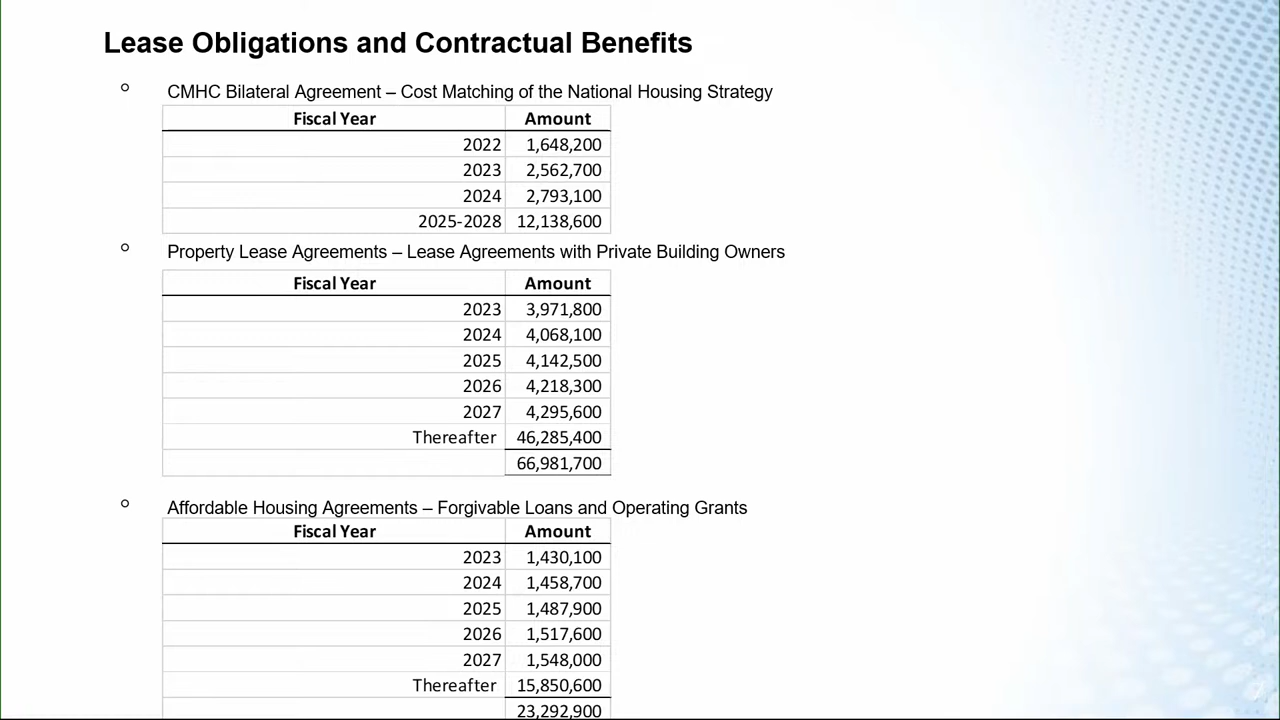 Lease Obligations and Contractual Benefits
CMHC Bilateral Agreement – Cost Matching of the National Housing Strategy
Fiscal Year Amount
2022 1,648,200
2023 2,562,700
2024 2,793,100
2025-2028 12,138,600
Property Lease Agreements – Lease Agreements with Private Building Owners
Fiscal Year Amount
2023 3,971,800
2024 4,068,100
2025 4,142,500
2026 4,218,300
2027 4,295,600
Thereafter 46,285,400
66,981,700
Affordable Housing Agreements – Forgivable Loans and Operating Grants
Fiscal Year Amount
2023 1,430,100
2024 1,458,700
2025 1,487,900
2026 1,517,600
2027 1,548,000
Thereafter 15,850,600
23,292,900